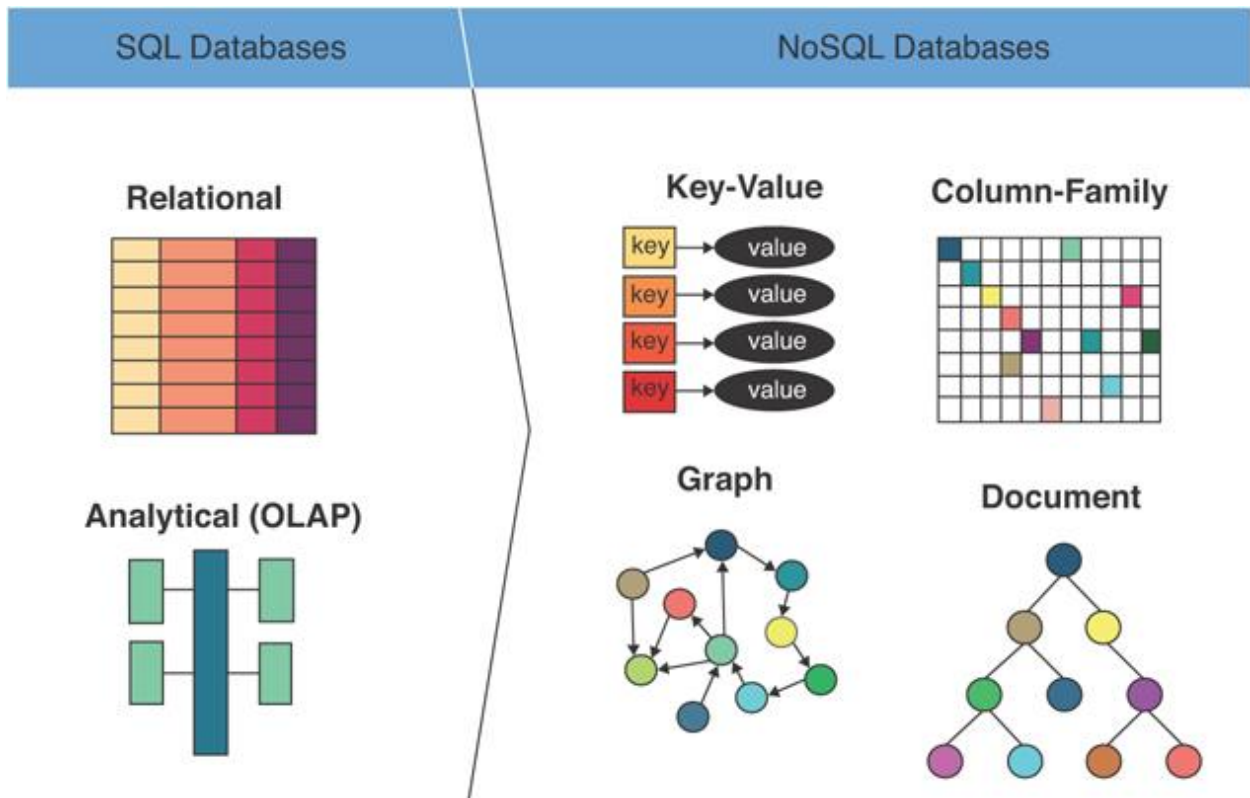 SQL Databases
NoSQL Databases
Relational
Analytical (OLAP)
Key-Value
key value
key value
key value
key value
Column-Family
Graph
Document